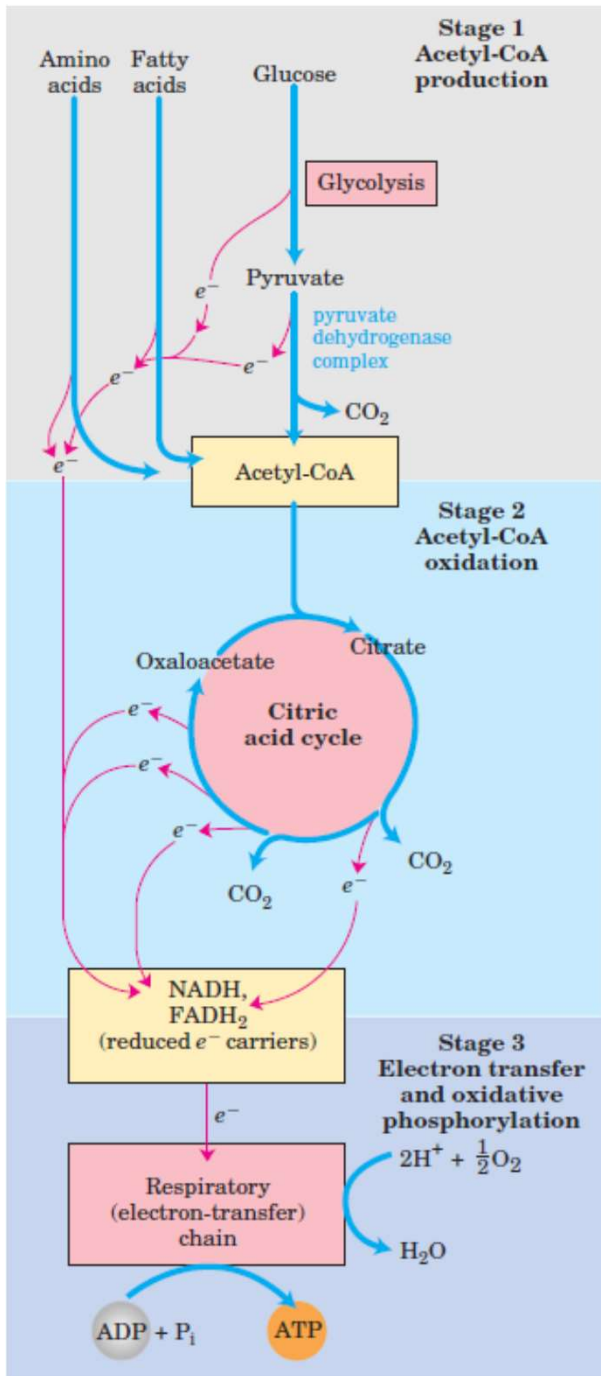 Stage 1
Acetyl-CoA
production
Amino
acids
Fatty
acids
Glucose
Glycolysis
Pyruvate
e⁻
pyruvate
dehydrogenase
complex
e⁻
e⁻
CO₂
e⁻
Acetyl-CoA
Stage 2
Acetyl-CoA
oxidation
Oxaloacetate
Citrate
Citric
acid cycle
e⁻
e⁻
e⁻
CO₂
e⁻
CO₂
NADH,
FADH₂
(reduced e⁻ carriers)
Stage 3
Electron transfer
and oxidative
phosphorylation
e⁻
2H⁺ + ½O₂
Respiratory
(electron-transfer)
chain
H₂O
ADP + Pᵢ
ATP